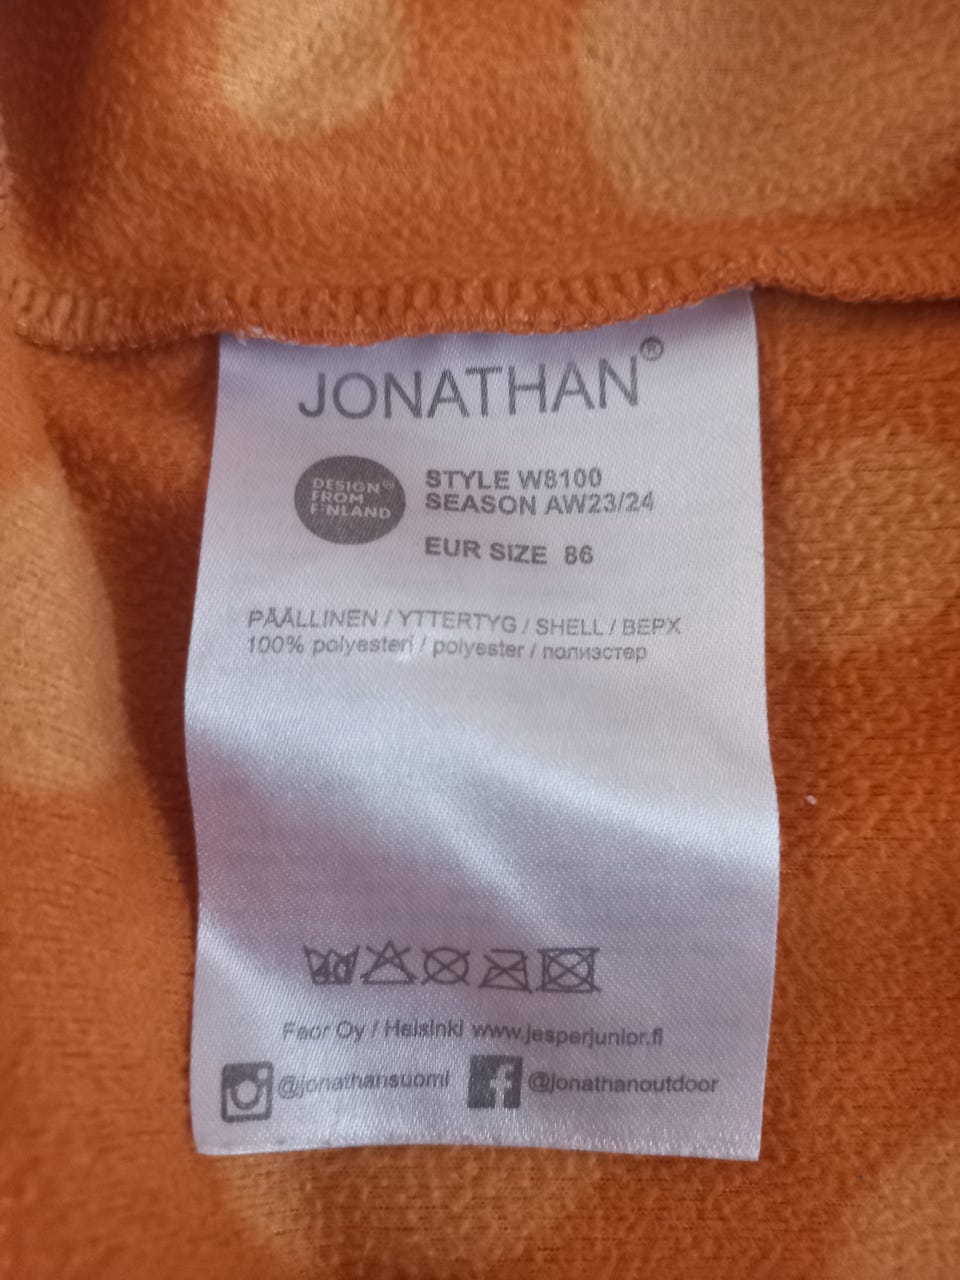 JONATHAN®
DESIGN®
FROM
FINLAND
STYLE W8100
SEASON AW23/24
EUR SIZE 86
PÄÄLLINEN / YTTERTYG / SHELL / ВЕРХ
100% polyesteri / polyester / полиэстер
40
Faor Oy / Helsinki www.jesperjunior.fi
@jonathansuomi
@jonathanoutdoor